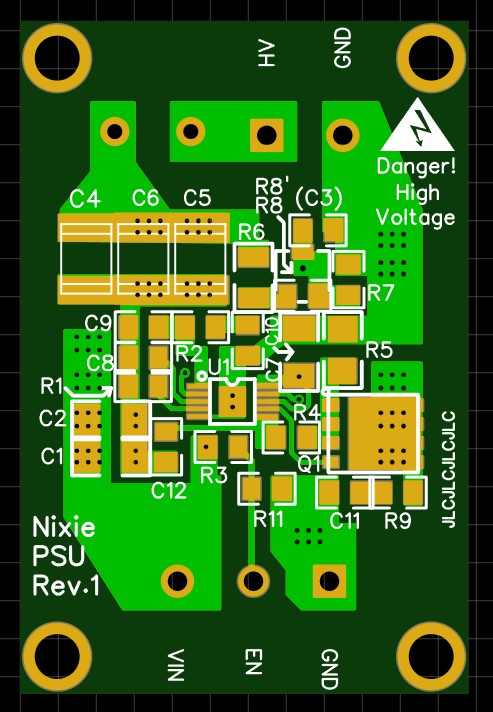 HV
GND
Danger!
High
Voltage
R8'
R8
(C3)
C4
C6
C5
R6
R7
C9
C10
R2
C8
U1
C7
R5
R1
C2
R4
C1
R3
Q1
C12
R11
C11
R9
JLCJLCJLCJLC
Nixie
PSU
Rev.1
VIN
EN
GND